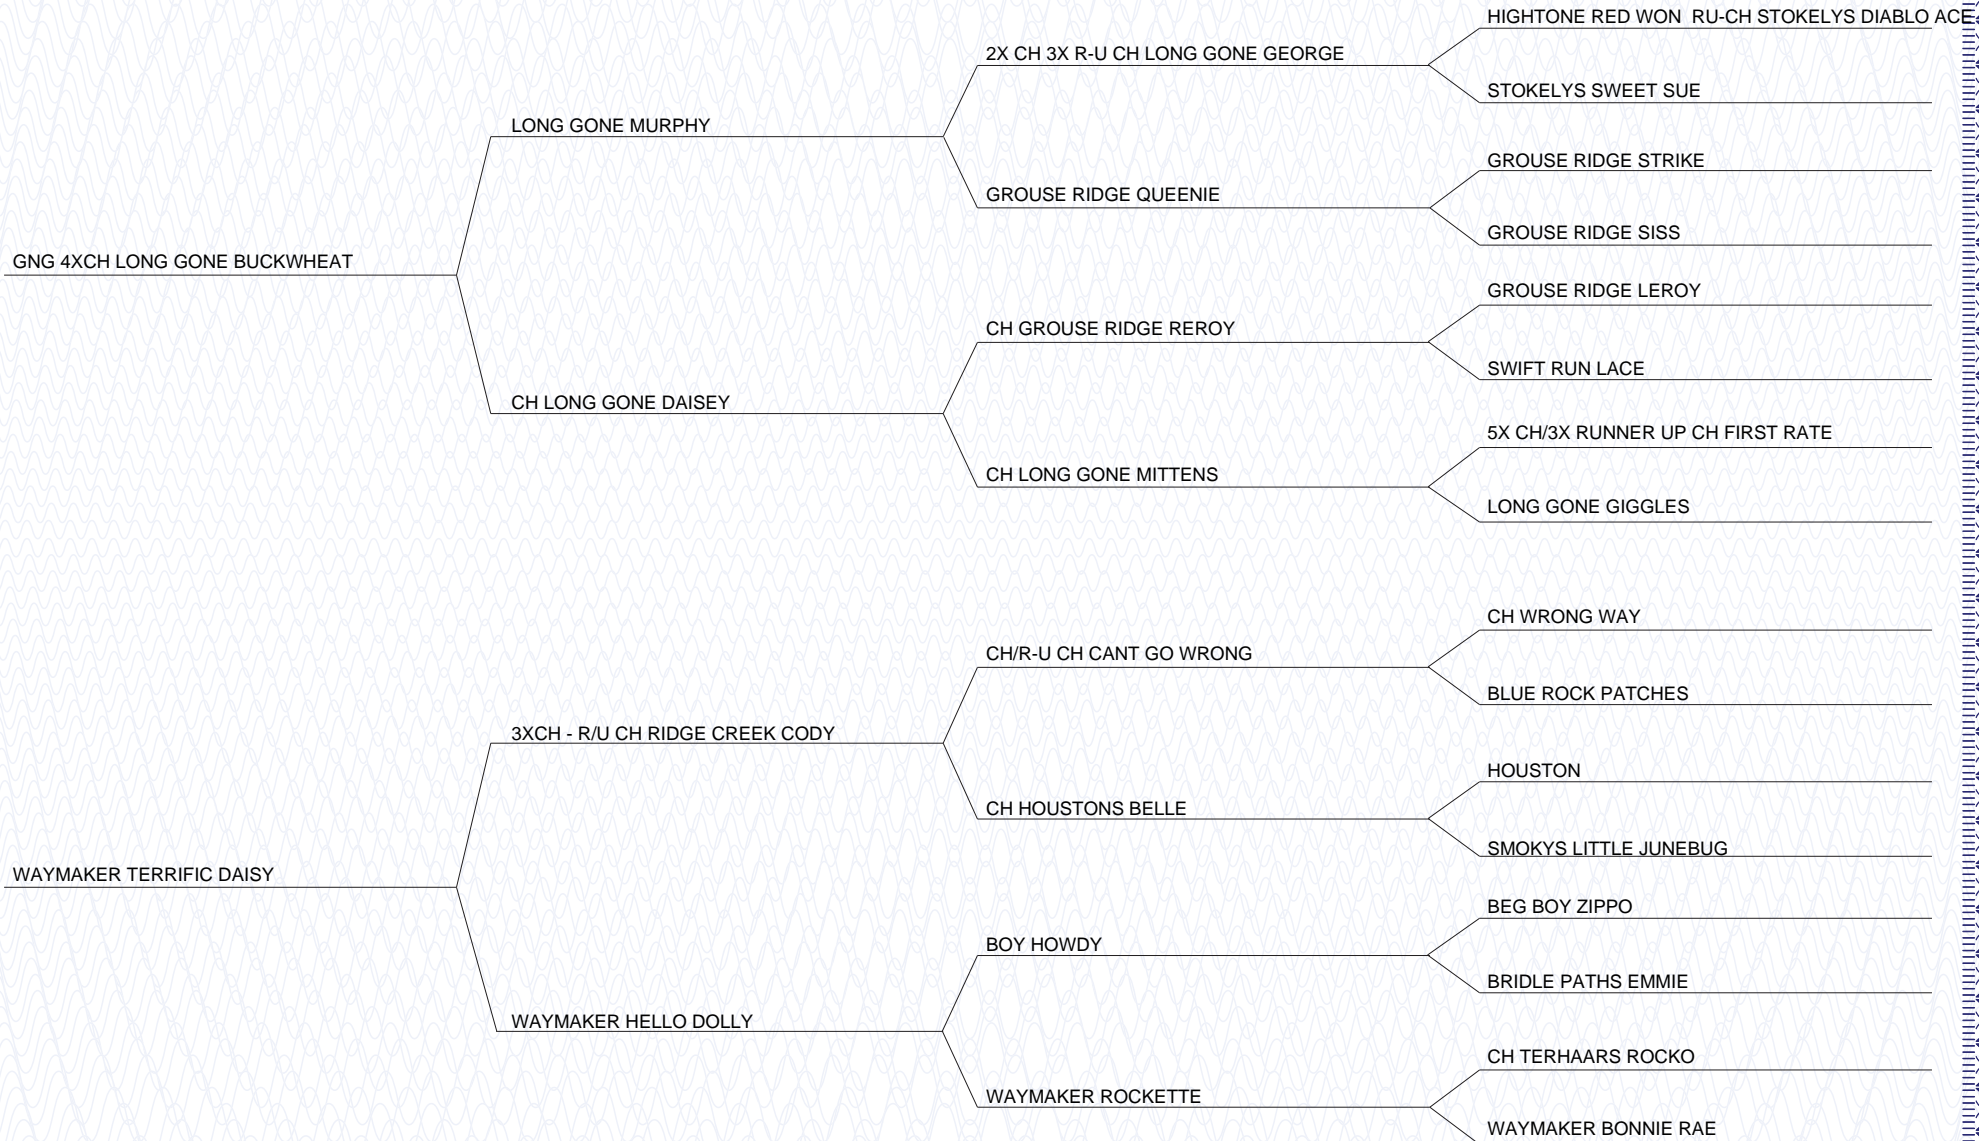 HIGHTONE RED WON  RU-CH STOKELYS DIABLO ACE
2X CH 3X R-U CH LONG GONE GEORGE
STOKELYS SWEET SUE
LONG GONE MURPHY
GROUSE RIDGE STRIKE
GROUSE RIDGE QUEENIE
GROUSE RIDGE SISS
GNG 4XCH LONG GONE BUCKWHEAT
GROUSE RIDGE LEROY
CH GROUSE RIDGE REROY
SWIFT RUN LACE
CH LONG GONE DAISEY
5X CH/3X RUNNER UP CH FIRST RATE
CH LONG GONE MITTENS
LONG GONE GIGGLES
CH WRONG WAY
CH/R-U CH CANT GO WRONG
BLUE ROCK PATCHES
3XCH - R/U CH RIDGE CREEK CODY
HOUSTON
CH HOUSTONS BELLE
SMOKYS LITTLE JUNEBUG
WAYMAKER TERRIFIC DAISY
BEG BOY ZIPPO
BOY HOWDY
BRIDLE PATHS EMMIE
WAYMAKER HELLO DOLLY
CH TERHAARS ROCKO
WAYMAKER ROCKETTE
WAYMAKER BONNIE RAE